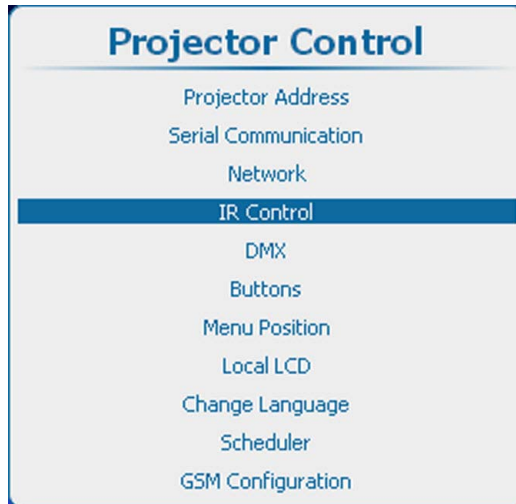 Projector Control
Projector Address
Serial Communication
Network
IR Control
DMX
Buttons
Menu Position
Local LCD
Change Language
Scheduler
GSM Configuration